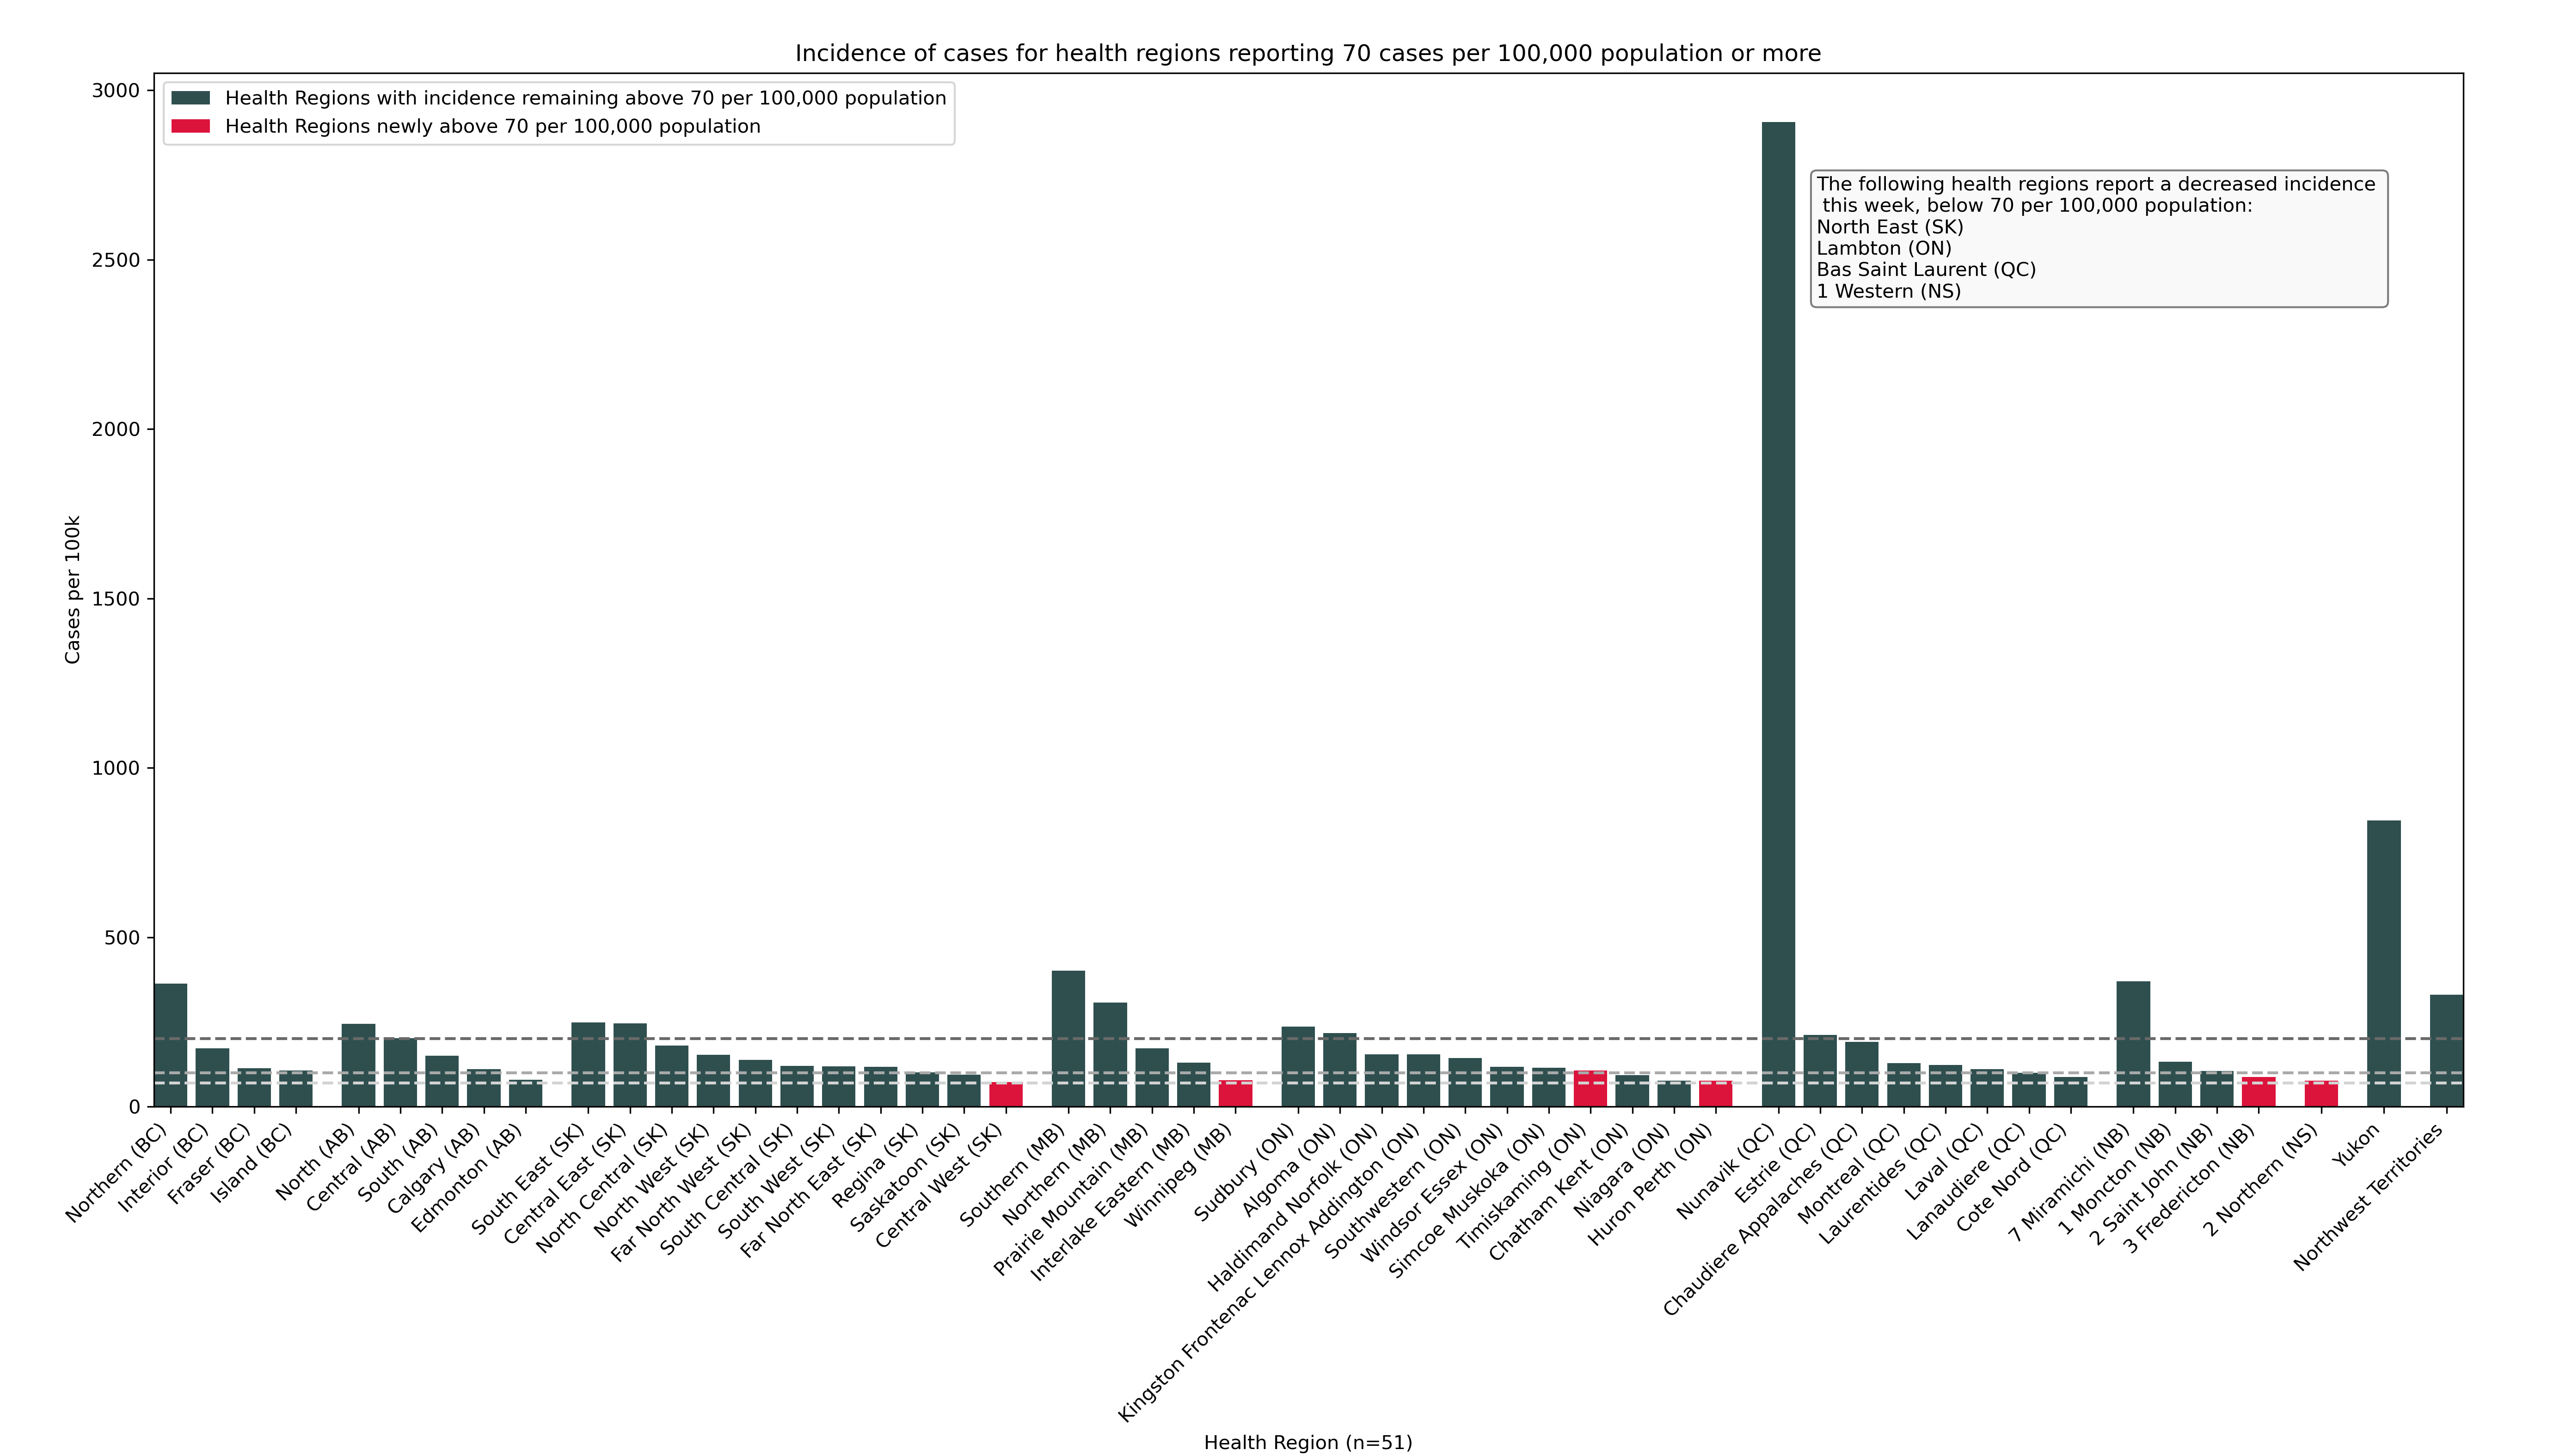 Incidence of cases for health regions reporting 70 cases per 100,000 population or more
Health Regions with incidence remaining above 70 per 100,000 population
Health Regions newly above 70 per 100,000 population
The following health regions report a decreased incidence
this week, below 70 per 100,000 population:
North East (SK)
Lambton (ON)
Bas Saint Laurent (QC)
1 Western (NS)
Cases per 100k
3000
2500
2000
1500
1000
500
0
Northern (BC)
Interior (BC)
Fraser (BC)
Island (BC)
North (AB)
Central (AB)
South (AB)
Calgary (AB)
Edmonton (AB)
South East (SK)
Central East (SK)
North Central (SK)
North West (SK)
Far North West (SK)
South Central (SK)
South West (SK)
Far North East (SK)
Regina (SK)
Saskatoon (SK)
Central West (SK)
Southern (MB)
Northern (MB)
Prairie Mountain (MB)
Interlake Eastern (MB)
Winnipeg (MB)
Sudbury (ON)
Algoma (ON)
Haldimand Norfolk (ON)
Kingston Frontenac Lennox Addington (ON)
Southwestern (ON)
Windsor Essex (ON)
Simcoe Muskoka (ON)
Timiskaming (ON)
Chatham Kent (ON)
Niagara (ON)
Huron Perth (ON)
Nunavik (QC)
Estrie (QC)
Chaudiere Appalaches (QC)
Montreal (QC)
Laurentides (QC)
Laval (QC)
Lanaudiere (QC)
Cote Nord (QC)
7 Miramichi (NB)
1 Moncton (NB)
2 Saint John (NB)
3 Fredericton (NB)
2 Northern (NS)
Yukon
Northwest Territories
Health Region (n=51)